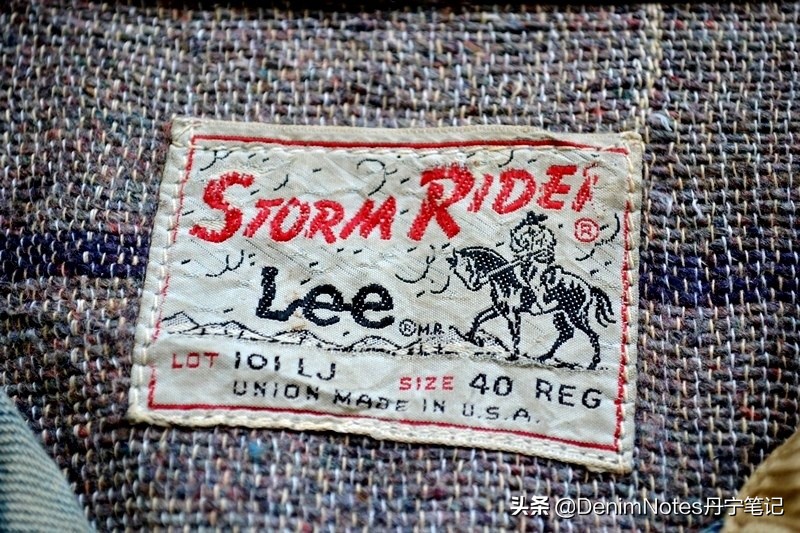 STORM RIDER
®
Lee
© M.R.
LOT 101 LJ SIZE 40 REG
UNION MADE IN U.S.A.
头条 @DenimNotes丹宁笔记